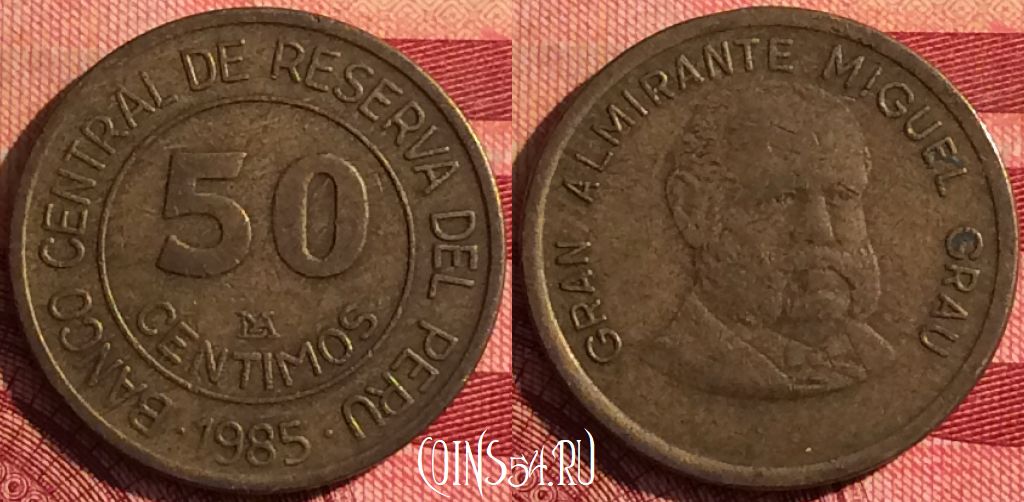 BANCO CENTRAL DE RESERVA DEL PERU
50
CENTIMOS
· 1985 ·
GRAN ALMIRANTE MIGUEL GRAU
COINS54.RU